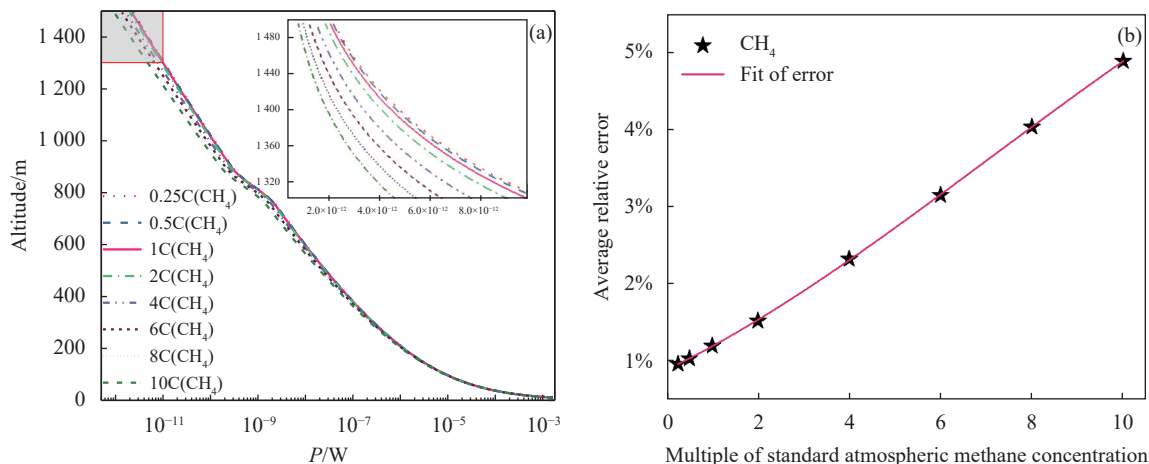 (a)
1 500
1 400
1 200
1 000
800
600
400
200
0
Altitude/m
10⁻¹¹
10⁻⁹
10⁻⁷
10⁻⁵
10⁻³
P/W
0.25C(CH₄)
0.5C(CH₄)
1C(CH₄)
2C(CH₄)
4C(CH₄)
6C(CH₄)
8C(CH₄)
10C(CH₄)
1 480
1 440
1 400
1 360
1 320
2.0×10⁻¹²
4.0×10⁻¹²
6.0×10⁻¹²
8.0×10⁻¹²
(b)
CH₄
Fit of error
5%
4%
3%
2%
1%
Average relative error
0
2
4
6
8
10
Multiple of standard atmospheric methane concentration